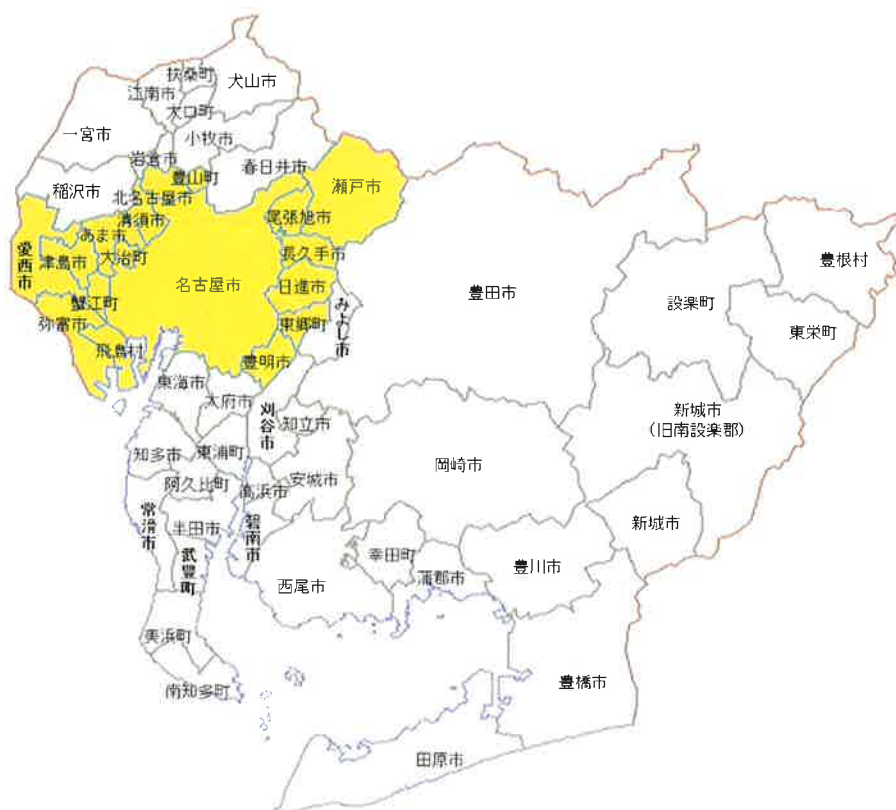 扶桑町
犬山市
江南市
大口町
一宮市
小牧市
岩倉市
春日井市
豊山町
瀬戸市
稲沢市
北名古屋市
清須市
尾張旭市
あま市
愛西市
津島市
大治町
長久手市
名古屋市
日進市
豊田市
豊根村
設楽町
蟹江町
みよし市
弥富市
東郷町
東栄町
飛島村
豊明市
東海市
大府市
刈谷市
知立市
新城市
(旧南設楽郡)
知多市
東浦町
岡崎市
阿久比町
高浜市
安城市
常滑市
半田市
碧南市
新城市
武豊町
幸田町
蒲郡市
豊川市
西尾市
美浜町
南知多町
豊橋市
田原市